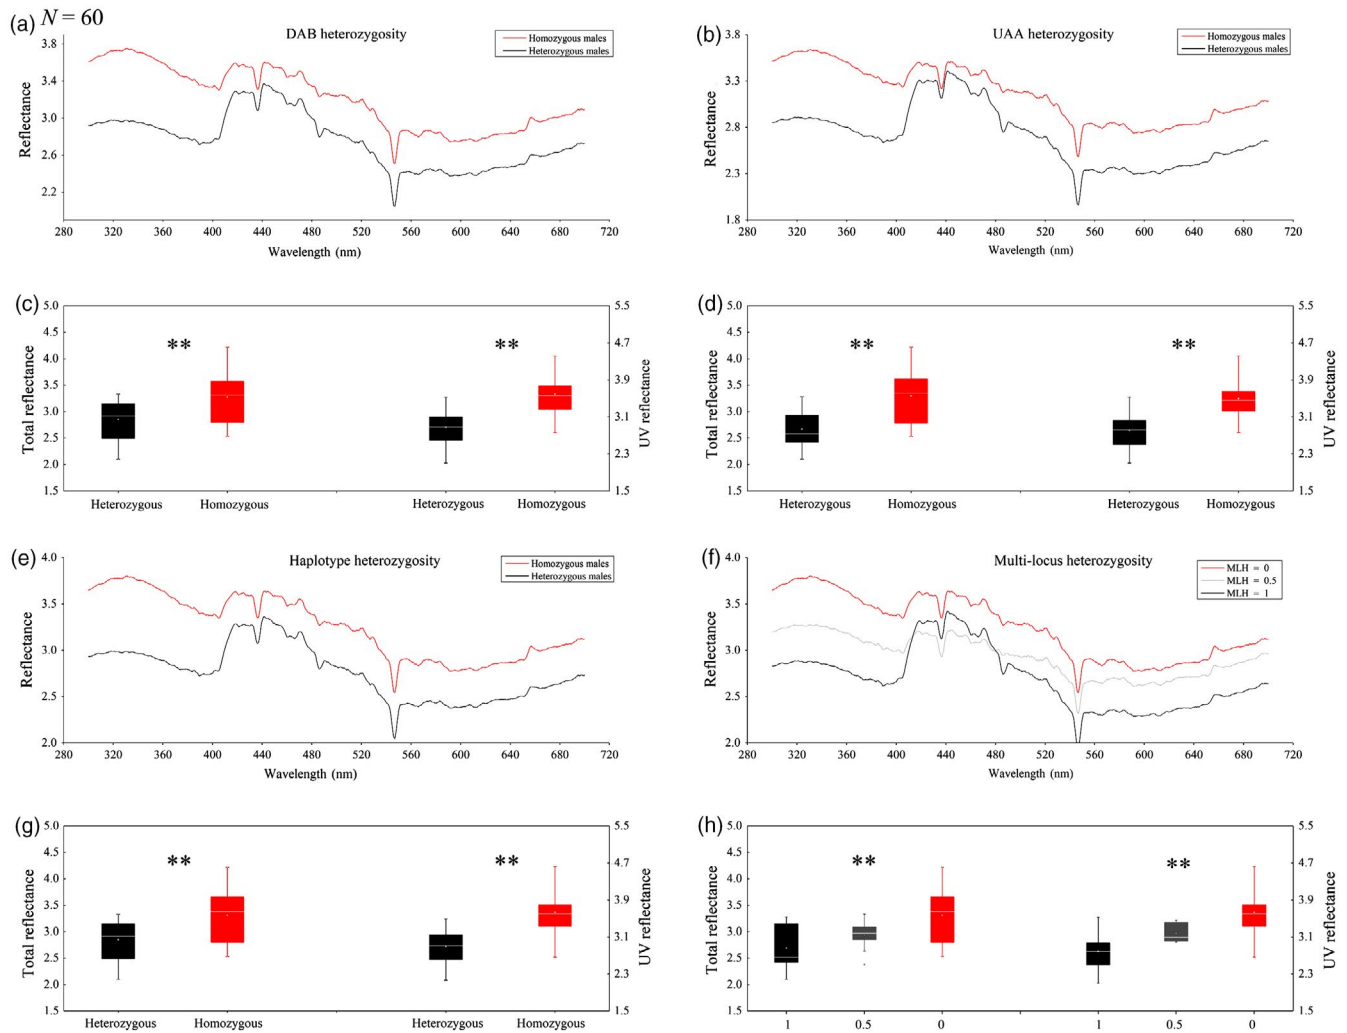 (a) N = 60
DAB heterozygosity
Homozygous males
Heterozygous males
Reflectance
3.8
3.4
3.0
2.6
2.2
280 320 360 400 440 480 520 560 600 640 680 720
Wavelength (nm)
(b)
UAA heterozygosity
Homozygous males
Heterozygous males
Reflectance
3.8
3.3
2.8
2.3
1.8
280 320 360 400 440 480 520 560 600 640 680 720
Wavelength (nm)
(c)
Total reflectance
5.0
4.5
4.0
3.5
3.0
2.5
2.0
1.5
** **
5.5
4.7
3.9
3.1
2.3
1.5
UV reflectance
Heterozygous Homozygous Heterozygous Homozygous
(d)
Total reflectance
5.0
4.5
4.0
3.5
3.0
2.5
2.0
1.5
** **
5.5
4.7
3.9
3.1
2.3
1.5
UV reflectance
Heterozygous Homozygous Heterozygous Homozygous
(e)
Haplotype heterozygosity
Homozygous males
Heterozygous males
Reflectance
4.0
3.5
3.0
2.5
2.0
280 320 360 400 440 480 520 560 600 640 680 720
Wavelength (nm)
(f)
Multi-locus heterozygosity
MLH = 0
MLH = 0.5
MLH = 1
Reflectance
4.0
3.5
3.0
2.5
2.0
280 320 360 400 440 480 520 560 600 640 680 720
Wavelength (nm)
(g)
Total reflectance
5.0
4.5
4.0
3.5
3.0
2.5
2.0
1.5
** **
5.5
4.7
3.9
3.1
2.3
1.5
UV reflectance
Heterozygous Homozygous Heterozygous Homozygous
(h)
Total reflectance
5.0
4.5
4.0
3.5
3.0
2.5
2.0
1.5
** **
5.5
4.7
3.9
3.1
2.3
1.5
UV reflectance
1 0.5 0 1 0.5 0